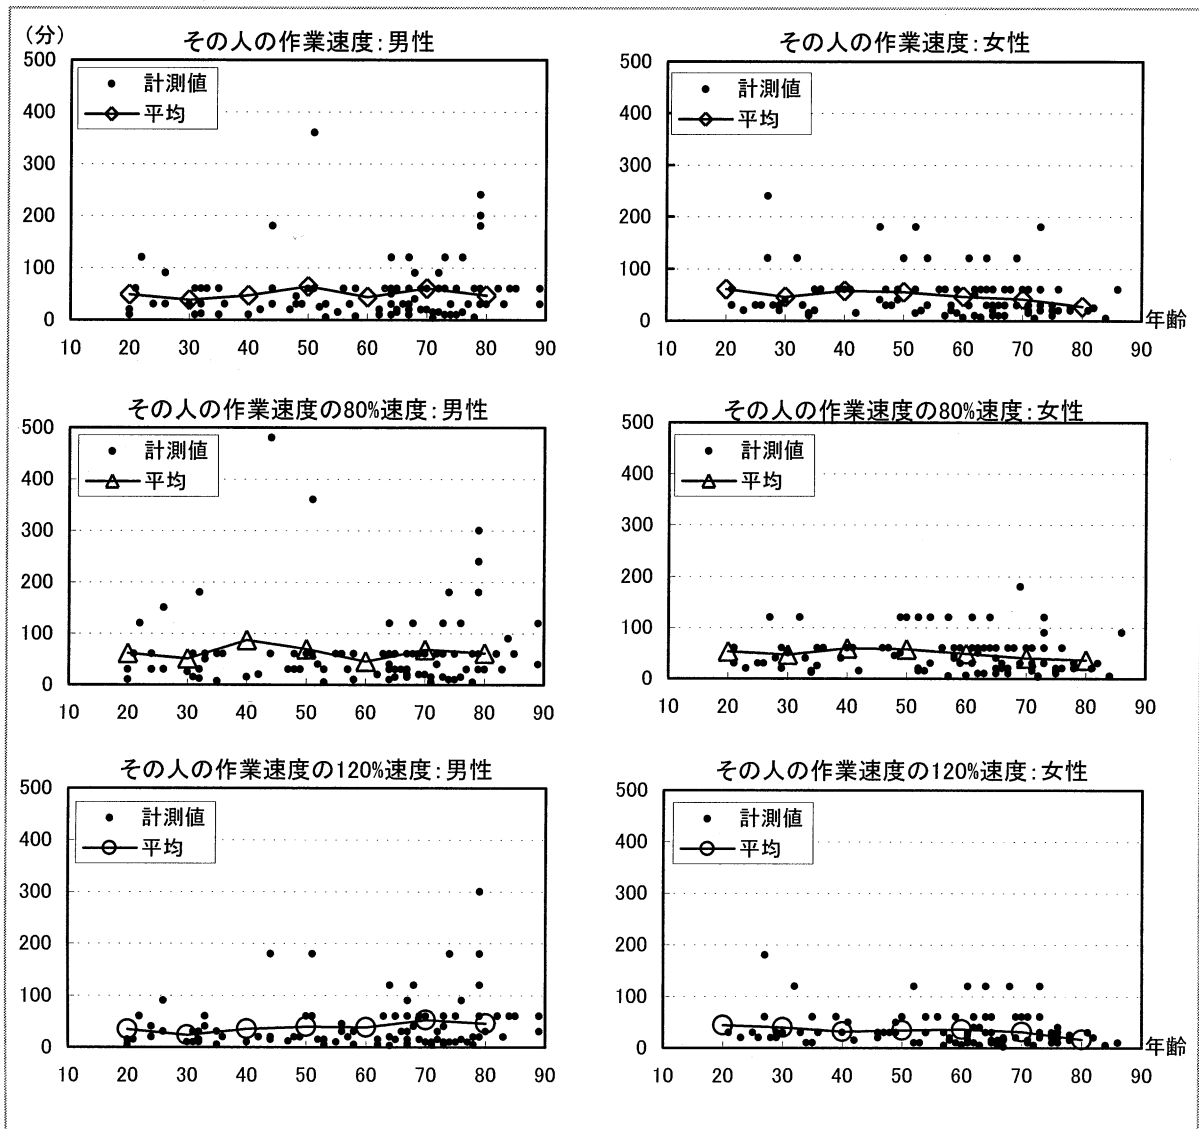 (分)
その人の作業速度：男性
500
400
300
200
100
0
計測値
平均
10 20 30 40 50 60 70 80 90
その人の作業速度：女性
500
400
300
200
100
0
計測値
平均
10 20 30 40 50 60 70 80 90
年齢
その人の作業速度の80%速度：男性
500
400
300
200
100
0
計測値
平均
10 20 30 40 50 60 70 80 90
その人の作業速度の80%速度：女性
500
400
300
200
100
0
計測値
平均
10 20 30 40 50 60 70 80 90
その人の作業速度の120%速度：男性
500
400
300
200
100
0
計測値
平均
10 20 30 40 50 60 70 80 90
その人の作業速度の120%速度：女性
500
400
300
200
100
0
計測値
平均
10 20 30 40 50 60 70 80 90
年齢